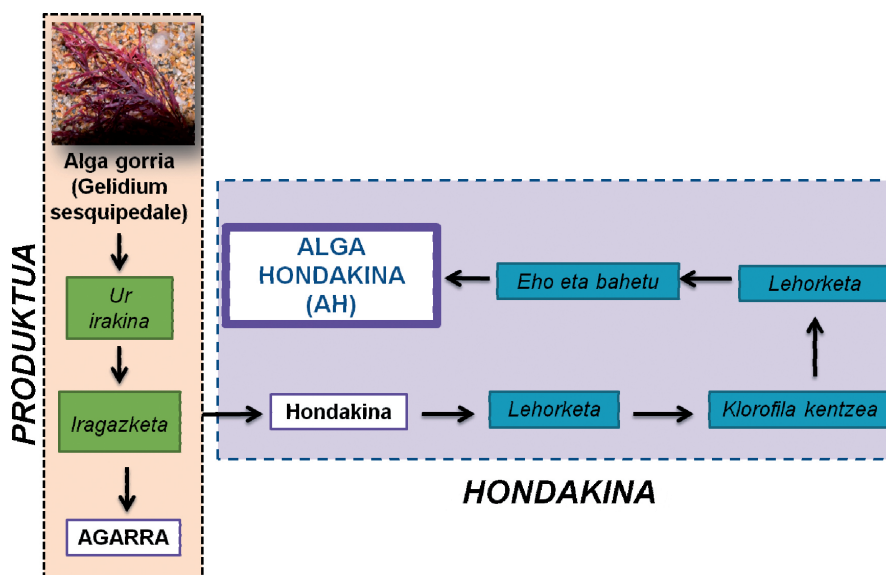 Alga gorria
(Gelidium
sesquipedale)
PRODUKTUA
Ur
irakina
Iragazketa
AGARRA
ALGA
HONDAKINA
(AH)
Eho eta bahetu
Lehorketa
Hondakina
Lehorketa
Klorofila kentzea
HONDAKINA